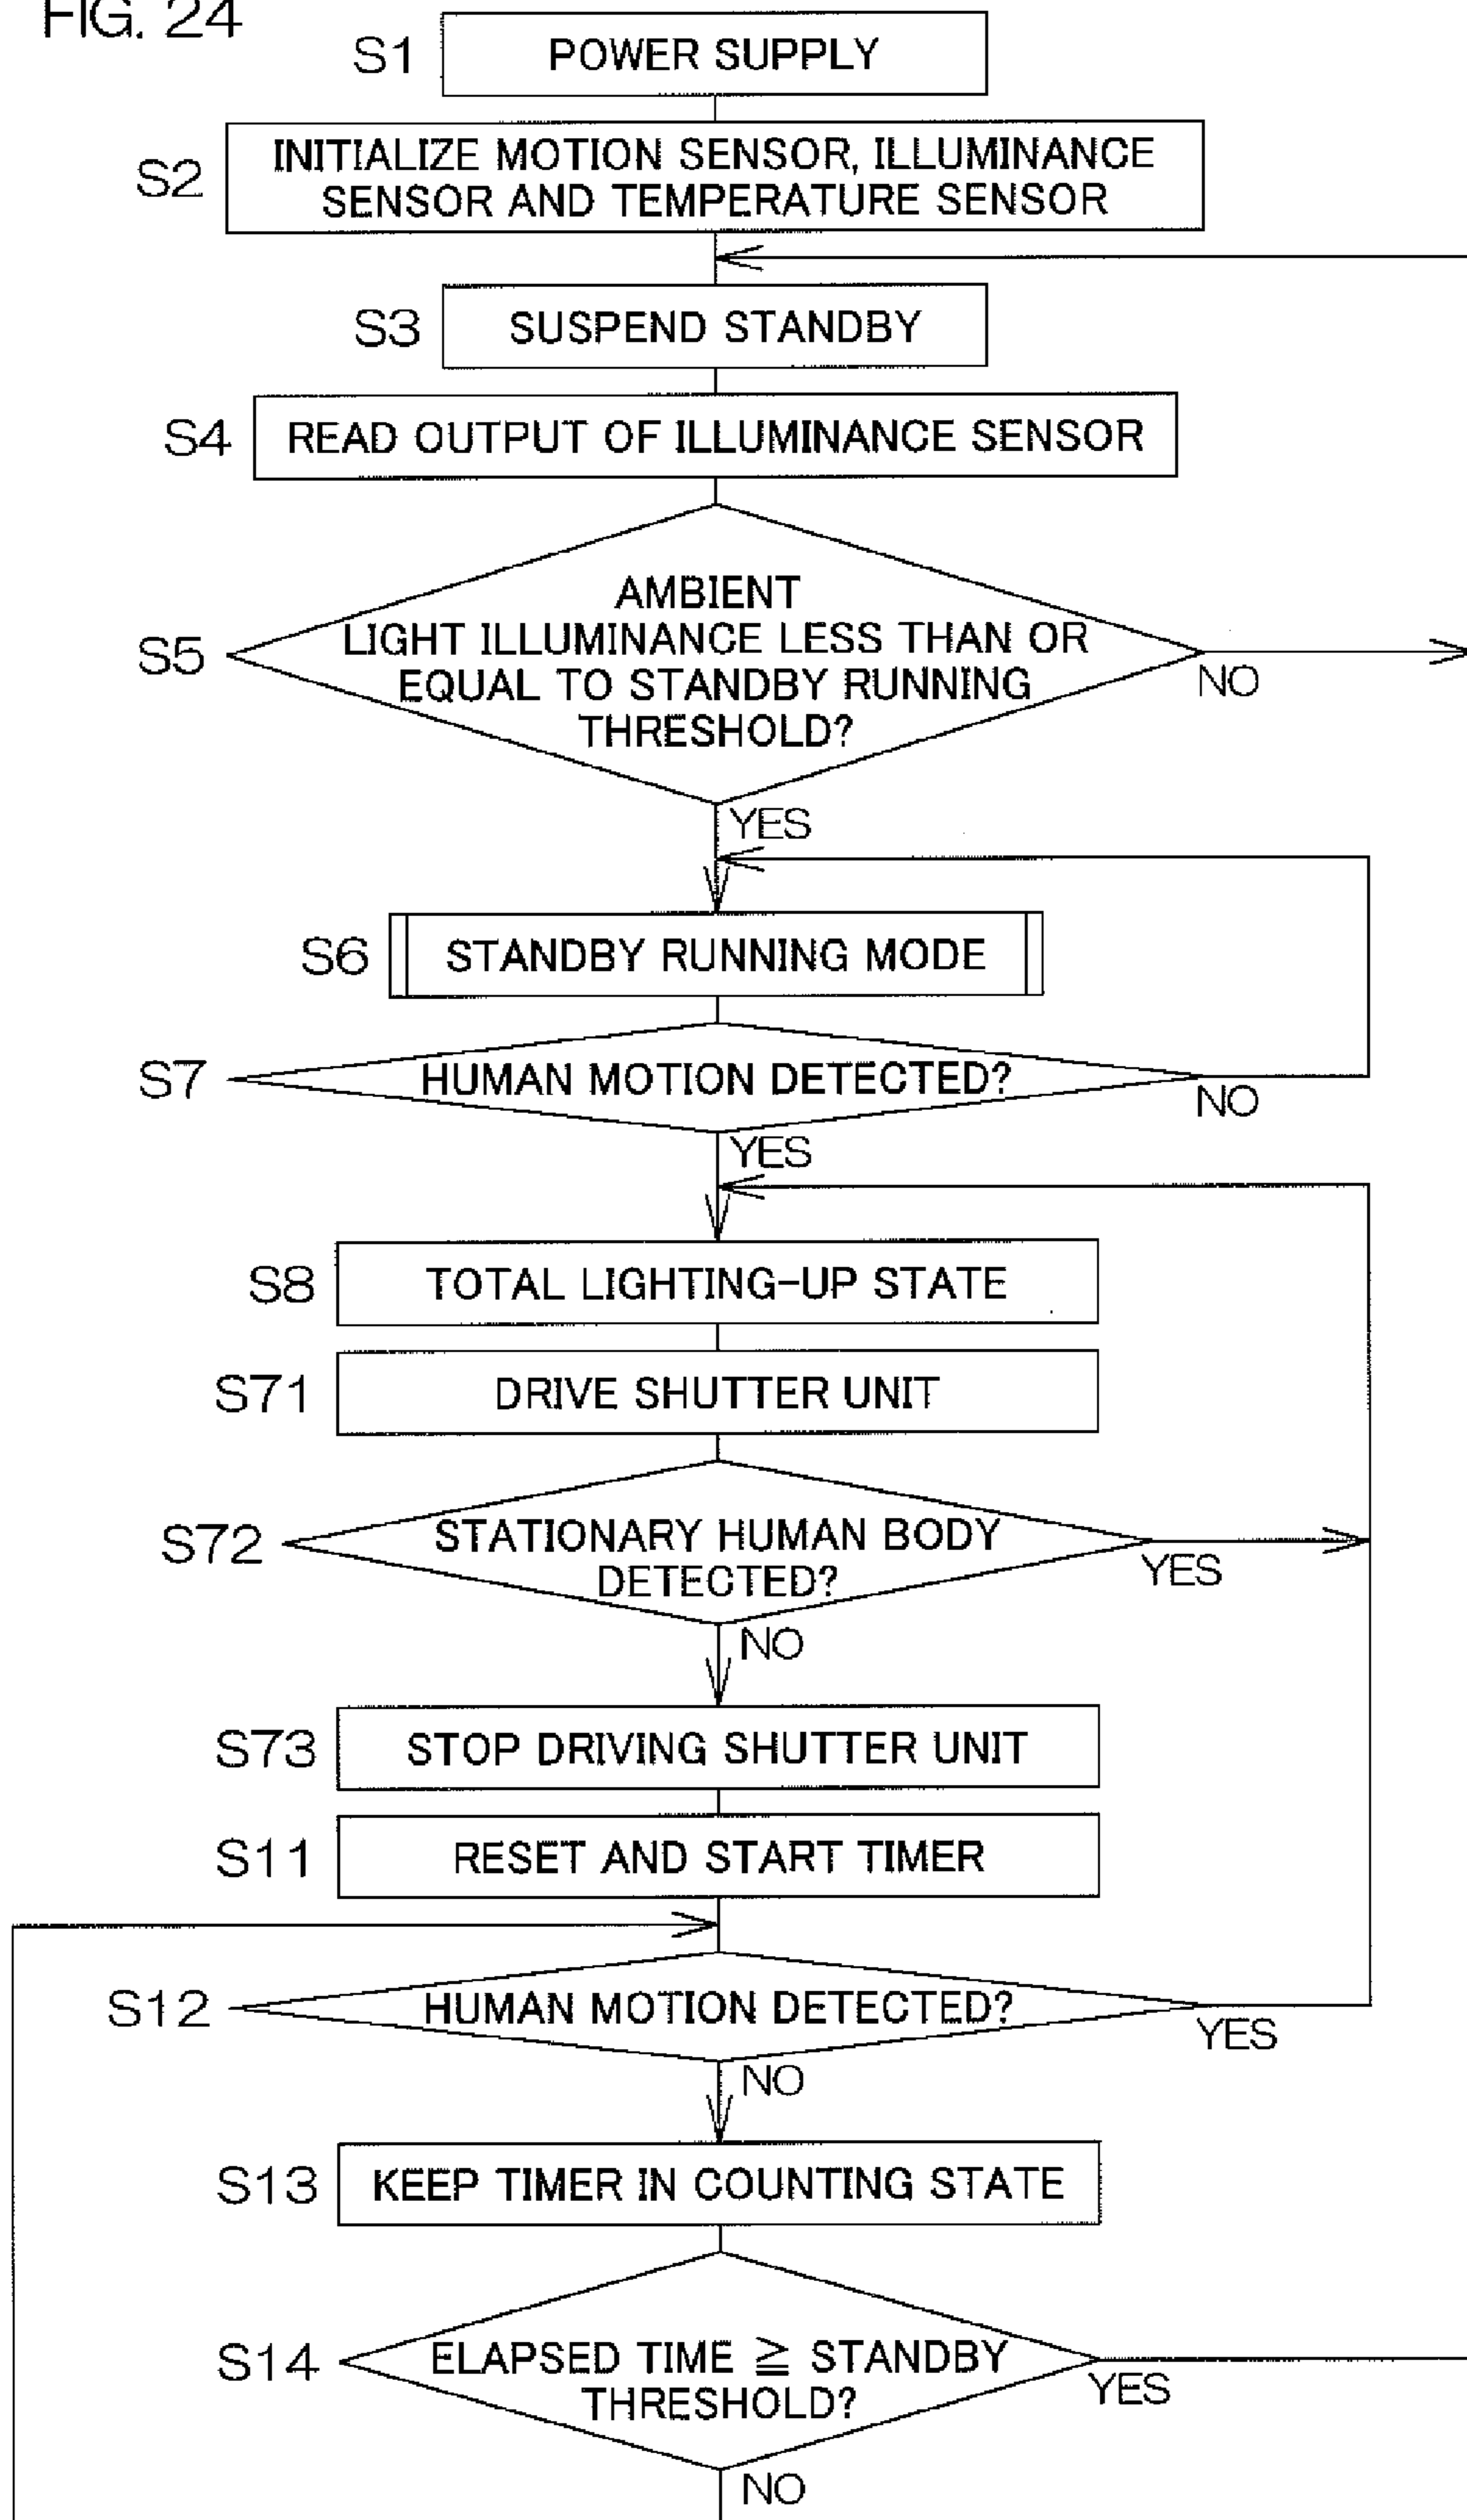 FIG. 24
S1
POWER SUPPLY
S2
INITIALIZE MOTION SENSOR, ILLUMINANCE
SENSOR AND TEMPERATURE SENSOR
S3
SUSPEND STANDBY
S4
READ OUTPUT OF ILLUMINANCE SENSOR
S5
AMBIENT
LIGHT ILLUMINANCE LESS THAN OR
EQUAL TO STANDBY RUNNING
THRESHOLD?
NO
YES
S6
STANDBY RUNNING MODE
S7
HUMAN MOTION DETECTED?
NO
YES
S8
TOTAL LIGHTING-UP STATE
S71
DRIVE SHUTTER UNIT
S72
STATIONARY HUMAN BODY
DETECTED?
YES
NO
S73
STOP DRIVING SHUTTER UNIT
S11
RESET AND START TIMER
S12
HUMAN MOTION DETECTED?
YES
NO
S13
KEEP TIMER IN COUNTING STATE
S14
ELAPSED TIME ≧ STANDBY
THRESHOLD?
YES
NO